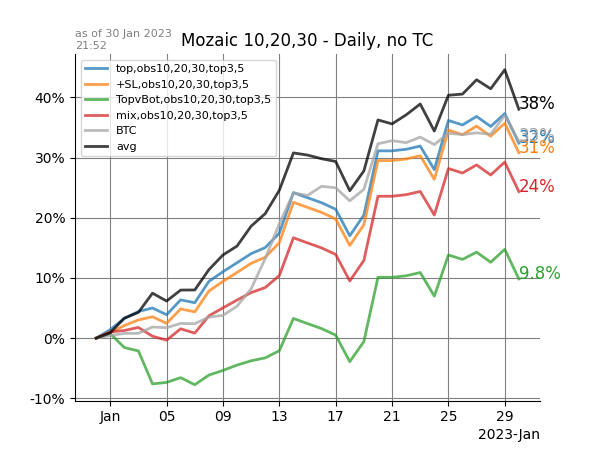 as of 30 Jan 2023
21:52
Mozaic 10,20,30 - Daily, no TC
top,obs10,20,30,top3,5
+SL,obs10,20,30,top3,5
TopvBot,obs10,20,30,top3,5
mix,obs10,20,30,top3,5
BTC
avg
40%
30%
20%
10%
0%
-10%
38%
32%
31%
24%
9.8%
Jan
05
09
13
17
21
25
29
2023-Jan